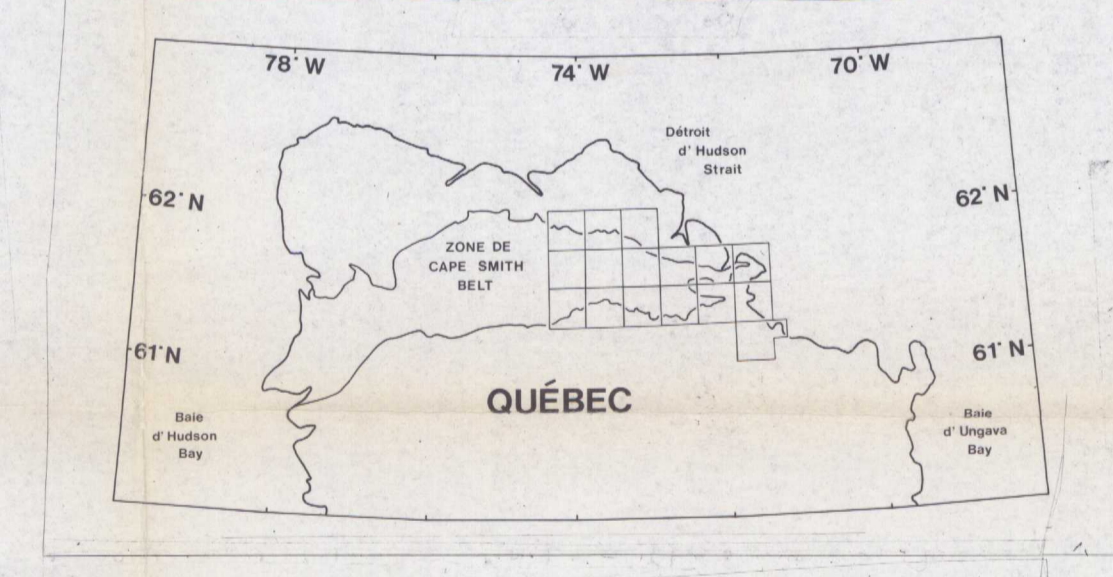 78° W
74° W
70° W
Détroit
d' Hudson
Strait
62° N
62° N
ZONE DE
CAPE SMITH
BELT
61° N
61° N
QUÉBEC
Baie
d' Hudson
Bay
Baie
d' Ungava
Bay